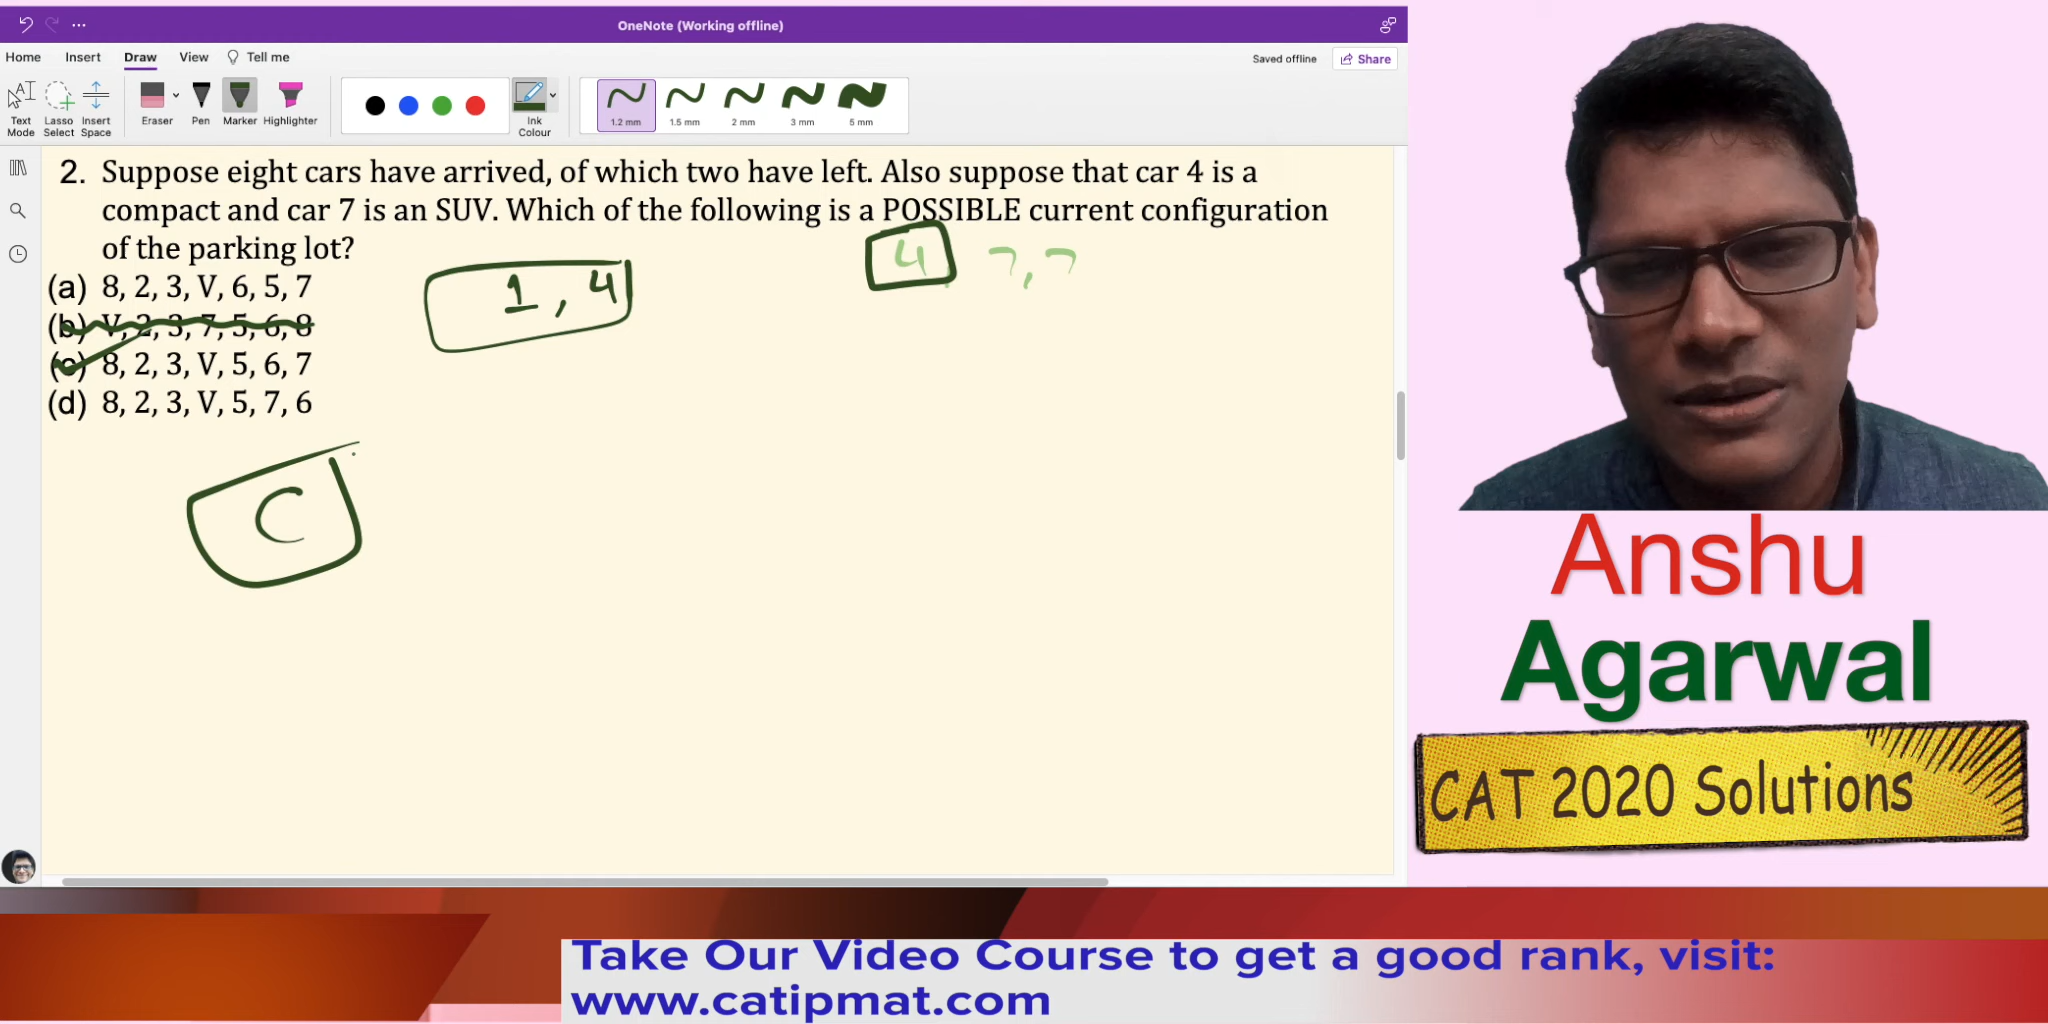 OneNote (Working offline)
Home Insert Draw View Tell me
Saved offline Share
Text Mode
Lasso Select
Insert Space
Eraser
Pen
Marker
Highlighter
Ink Colour
1.2 mm
1.5 mm
2 mm
3 mm
5 mm
2. Suppose eight cars have arrived, of which two have left. Also suppose that car 4 is a
compact and car 7 is an SUV. Which of the following is a POSSIBLE current configuration
of the parking lot?
4 7, 7
1, 4
(a) 8, 2, 3, V, 6, 5, 7
(b) V, 2, 3, 7, 5, 6, 8
(c) 8, 2, 3, V, 5, 6, 7
(d) 8, 2, 3, V, 5, 7, 6
C
Anshu
Agarwal
CAT 2020 Solutions
Take Our Video Course to get a good rank, visit:
www.catipmat.com